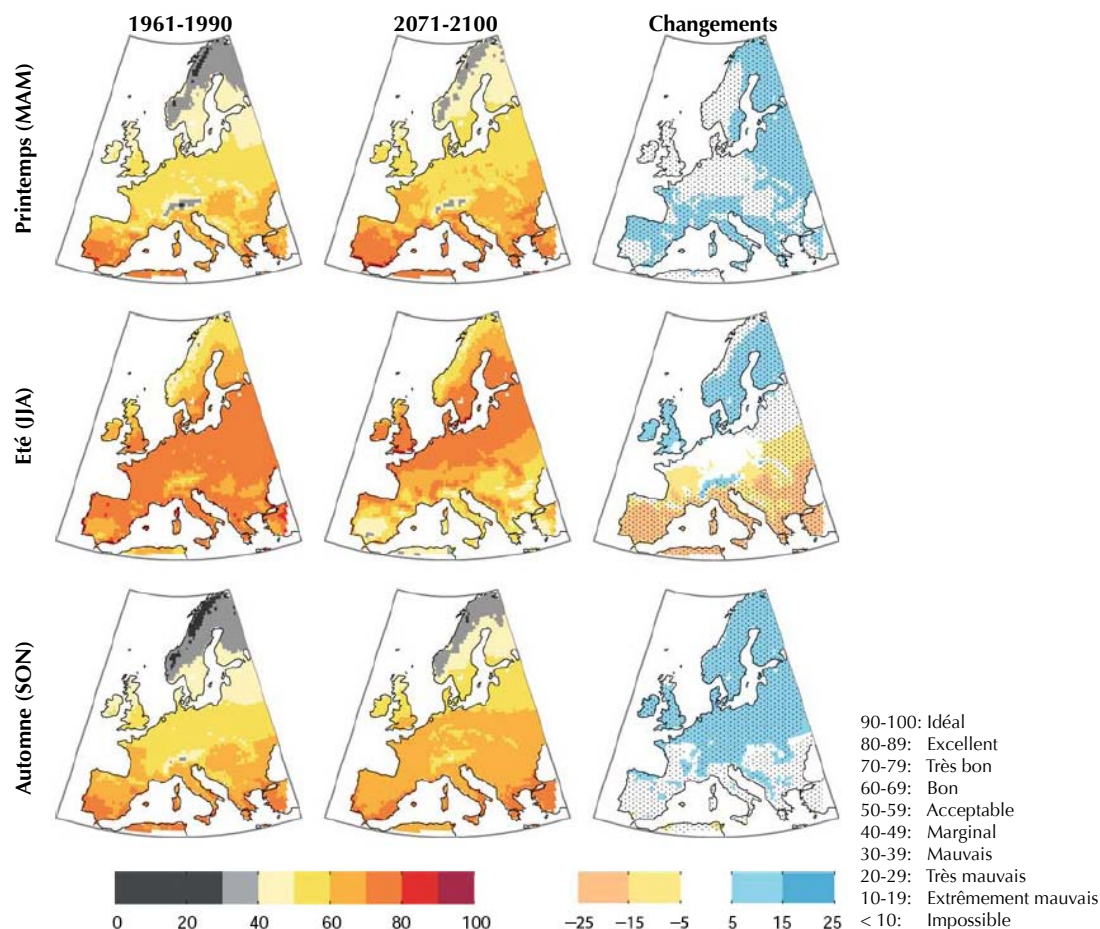 1961-1990
2071-2100
Changements
Printemps (MAM)
Eté (JJA)
Automne (SON)
90-100: Idéal
80-89: Excellent
70-79: Très bon
60-69: Bon
50-59: Acceptable
40-49: Marginal
30-39: Mauvais
20-29: Très mauvais
10-19: Extrêmement mauvais
< 10: Impossible
0 20 40 60 80 100
−25 −15 −5 5 15 25